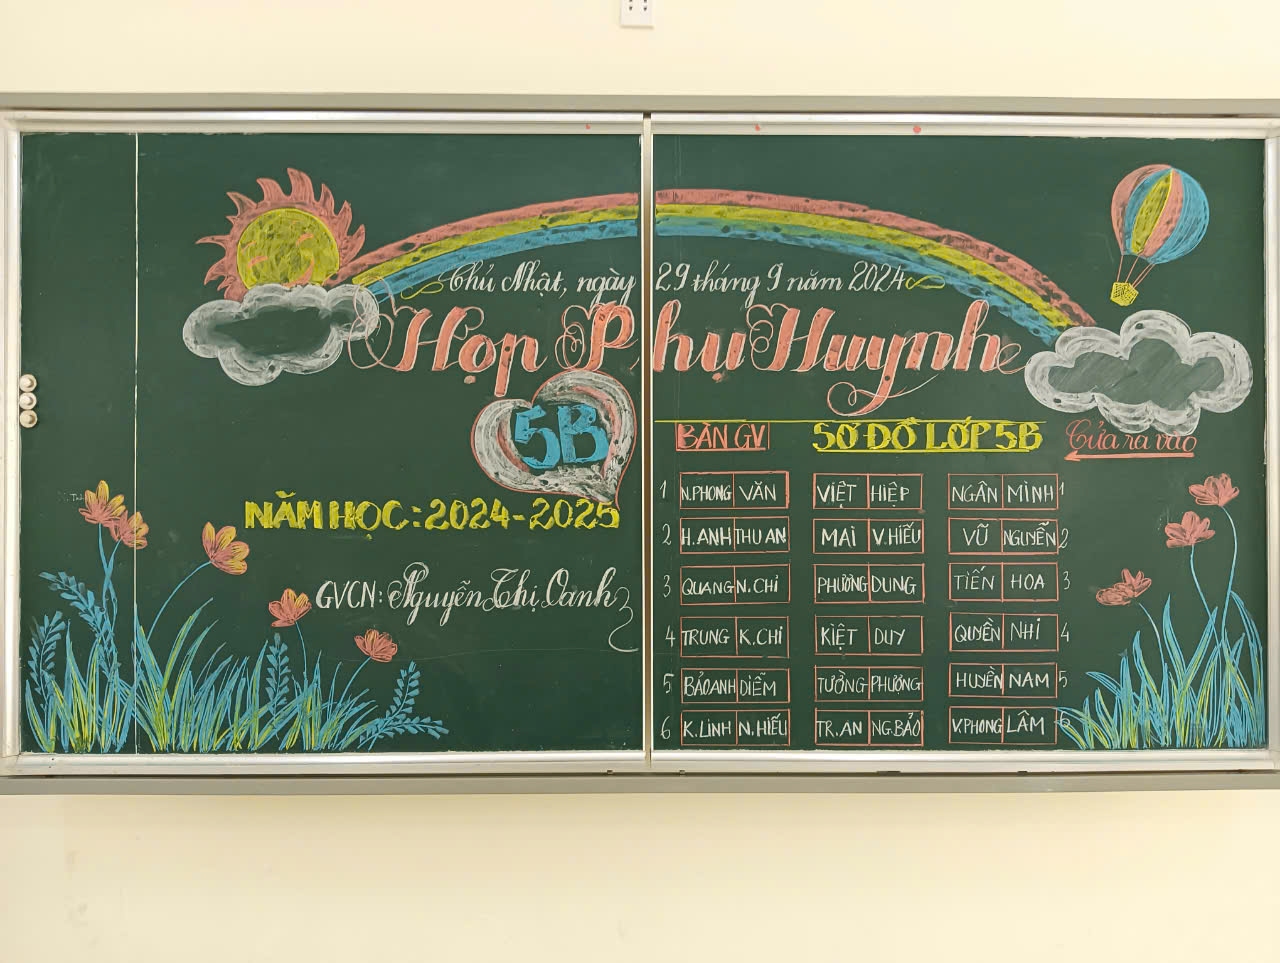 Chủ Nhật, ngày 29 tháng 9 năm 2024
Họp Phụ Huynh
5B
NĂM HỌC: 2024-2025
GVCN: Nguyễn Thị Oanh
BÀN GV SƠ ĐỒ LỚP 5B Cửa ra vào
1 N.PHONG VĂN VIỆT HIỆP NGÂN MINH 1
2 H.ANH THU AN MAI V.HIẾU VŨ NGUYỄN 2
3 QUANG N.CHI PHƯƠNG DUNG TIẾN HOA 3
4 TRUNG K.CHI KIỆT DUY QUYỀN NHI 4
5 BẢO ANH DIỄM TƯỞNG PHƯỢNG HUYỀN NAM 5
6 K.LINH N.HIẾU TR.AN NG.BẢO V.PHONG LÂM 6